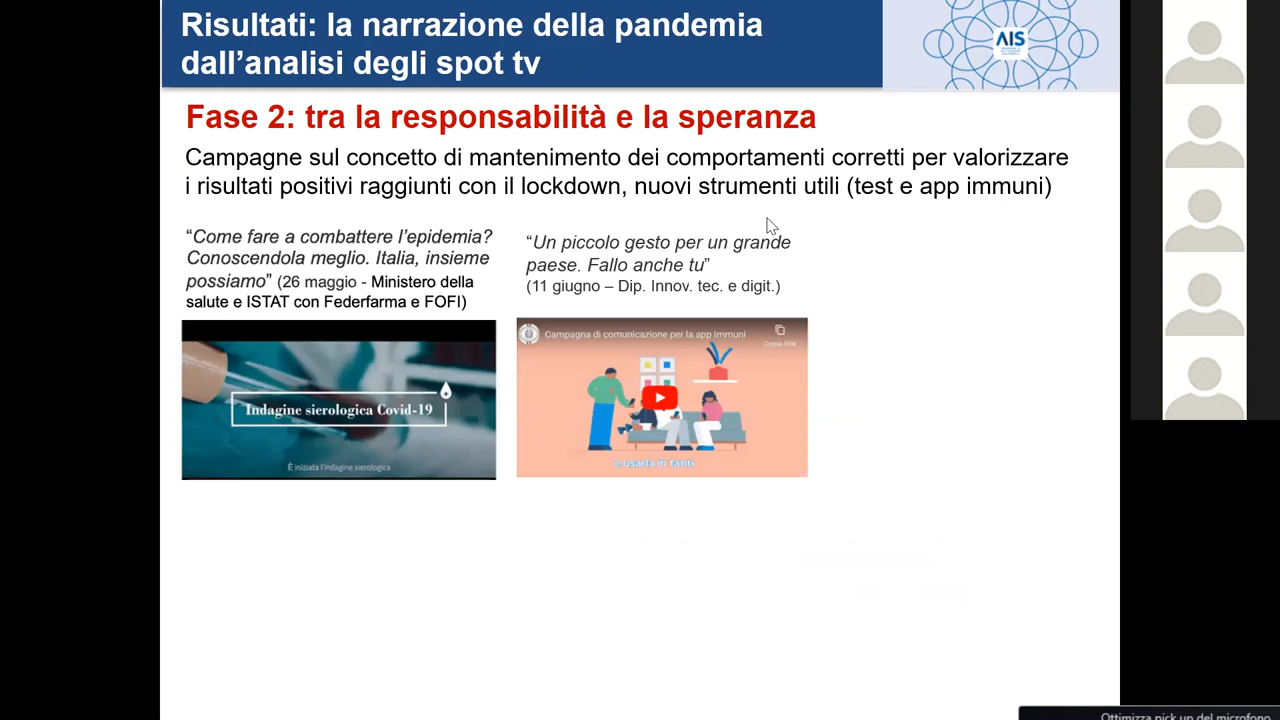 Risultati: la narrazione della pandemia
dall'analisi degli spot tv
AIS
Fase 2: tra la responsabilità e la speranza
Campagne sul concetto di mantenimento dei comportamenti corretti per valorizzare
i risultati positivi raggiunti con il lockdown, nuovi strumenti utili (test e app immuni)
“Come fare a combattere l'epidemia?
Conoscendola meglio. Italia, insieme
possiamo” (26 maggio - Ministero della
salute e ISTAT con Federfarma e FOFI)
“Un piccolo gesto per un grande
paese. Fallo anche tu”
(11 giugno – Dip. Innov. tec. e digit.)
Indagine sierologica Covid-19
È iniziata l'indagine sierologica
Campagna di comunicazione per la app Immuni
Copia link
e usarla in tanti
Ottimizza pick up del microfono